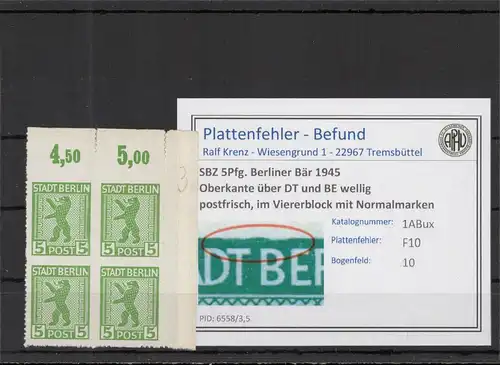 4,50 5,00
3
STADT BERLIN STADT BERLIN
5 POST 5 5 POST 5
STADT BERLIN STADT BERLIN
5 POST 5 5 POST 5
Plattenfehler - Befund
Ralf Krenz - Wiesengrund 1 - 22967 Tremsbüttel
SBZ 5Pfg. Berliner Bär 1945
Oberkante über DT und BE wellig
postfrisch, im Viererblock mit Normalmarken
Katalognummer: 1ABux
Plattenfehler: F10
Bogenfeld: 10
ADT BER
PID: 6558/3,5